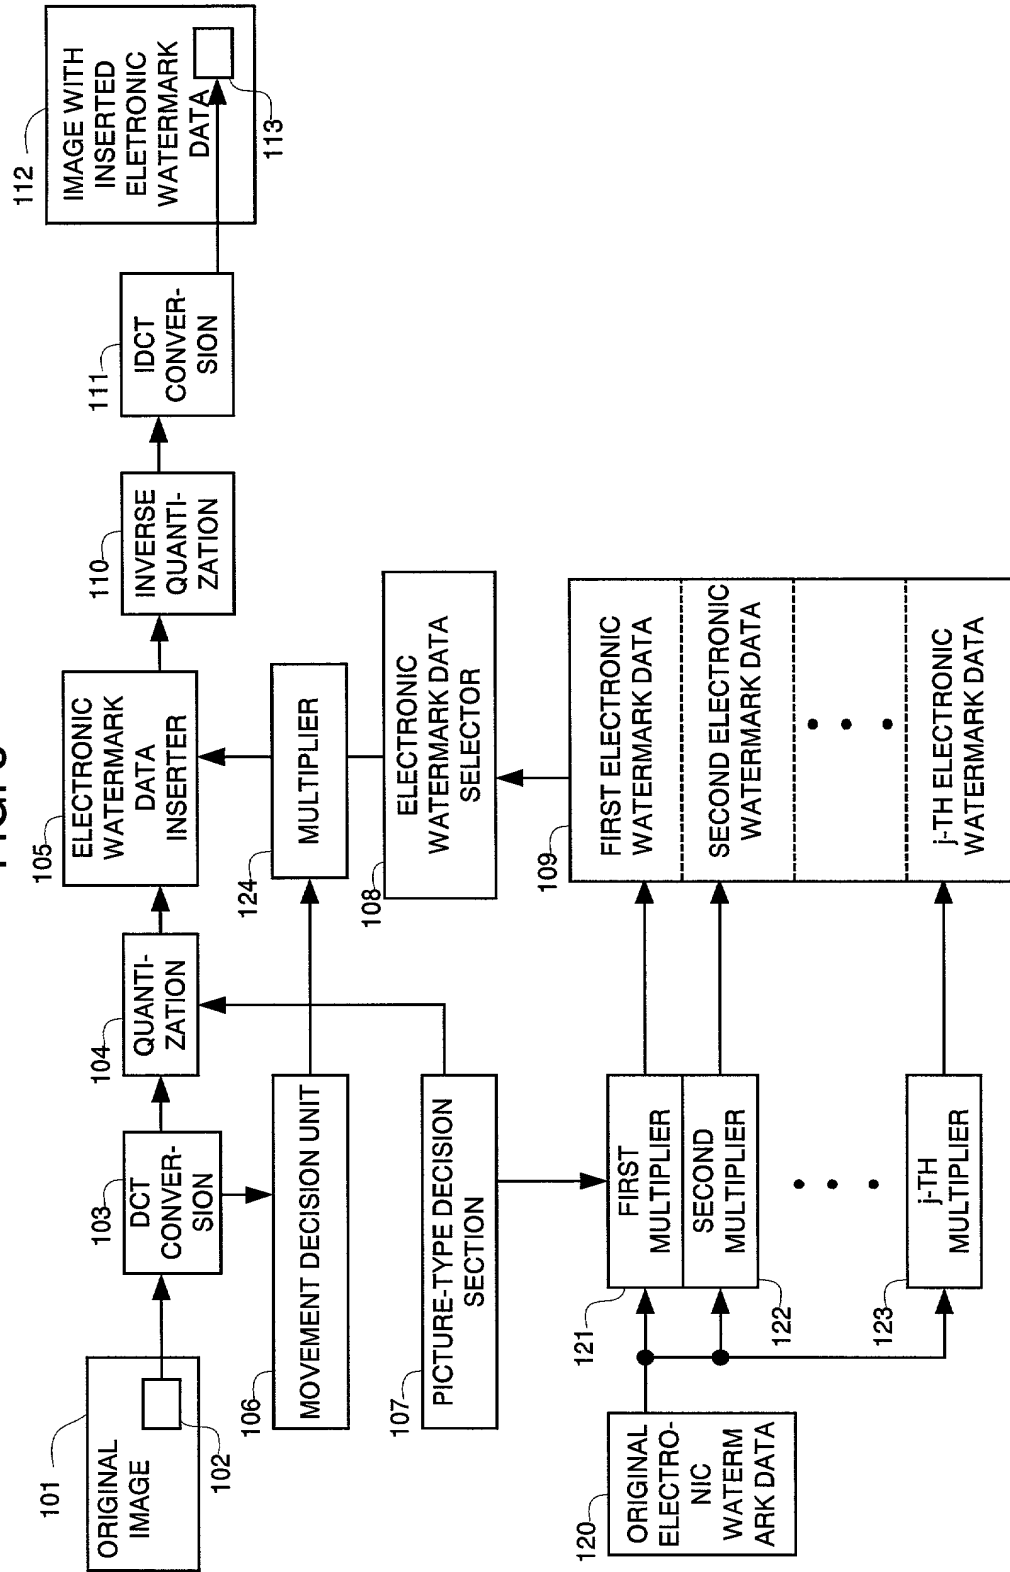 101
ORIGINAL
IMAGE
102
103
DCT
CONVER-
SION
104
QUANTI-
ZATION
105
ELECTRONIC
WATERMARK
DATA
INSERTER
110
INVERSE
QUANTI-
ZATION
111
IDCT
CONVER-
SION
112
IMAGE WITH
INSERTED
ELETRONIC
WATERMARK
DATA
113
106
MOVEMENT DECISION UNIT
124
MULTIPLIER
107
PICTURE-TYPE DECISION
SECTION
108
ELECTRONIC
WATERMARK DATA
SELECTOR
120
ORIGINAL
ELECTRO-
NIC
WATERM
ARK DATA
121
FIRST
MULTIPLIER
SECOND
MULTIPLIER
122
123
j-TH
MULTIPLIER
109
FIRST ELECTRONIC
WATERMARK DATA
SECOND ELECTRONIC
WATERMARK DATA
j-TH ELECTRONIC
WATERMARK DATA